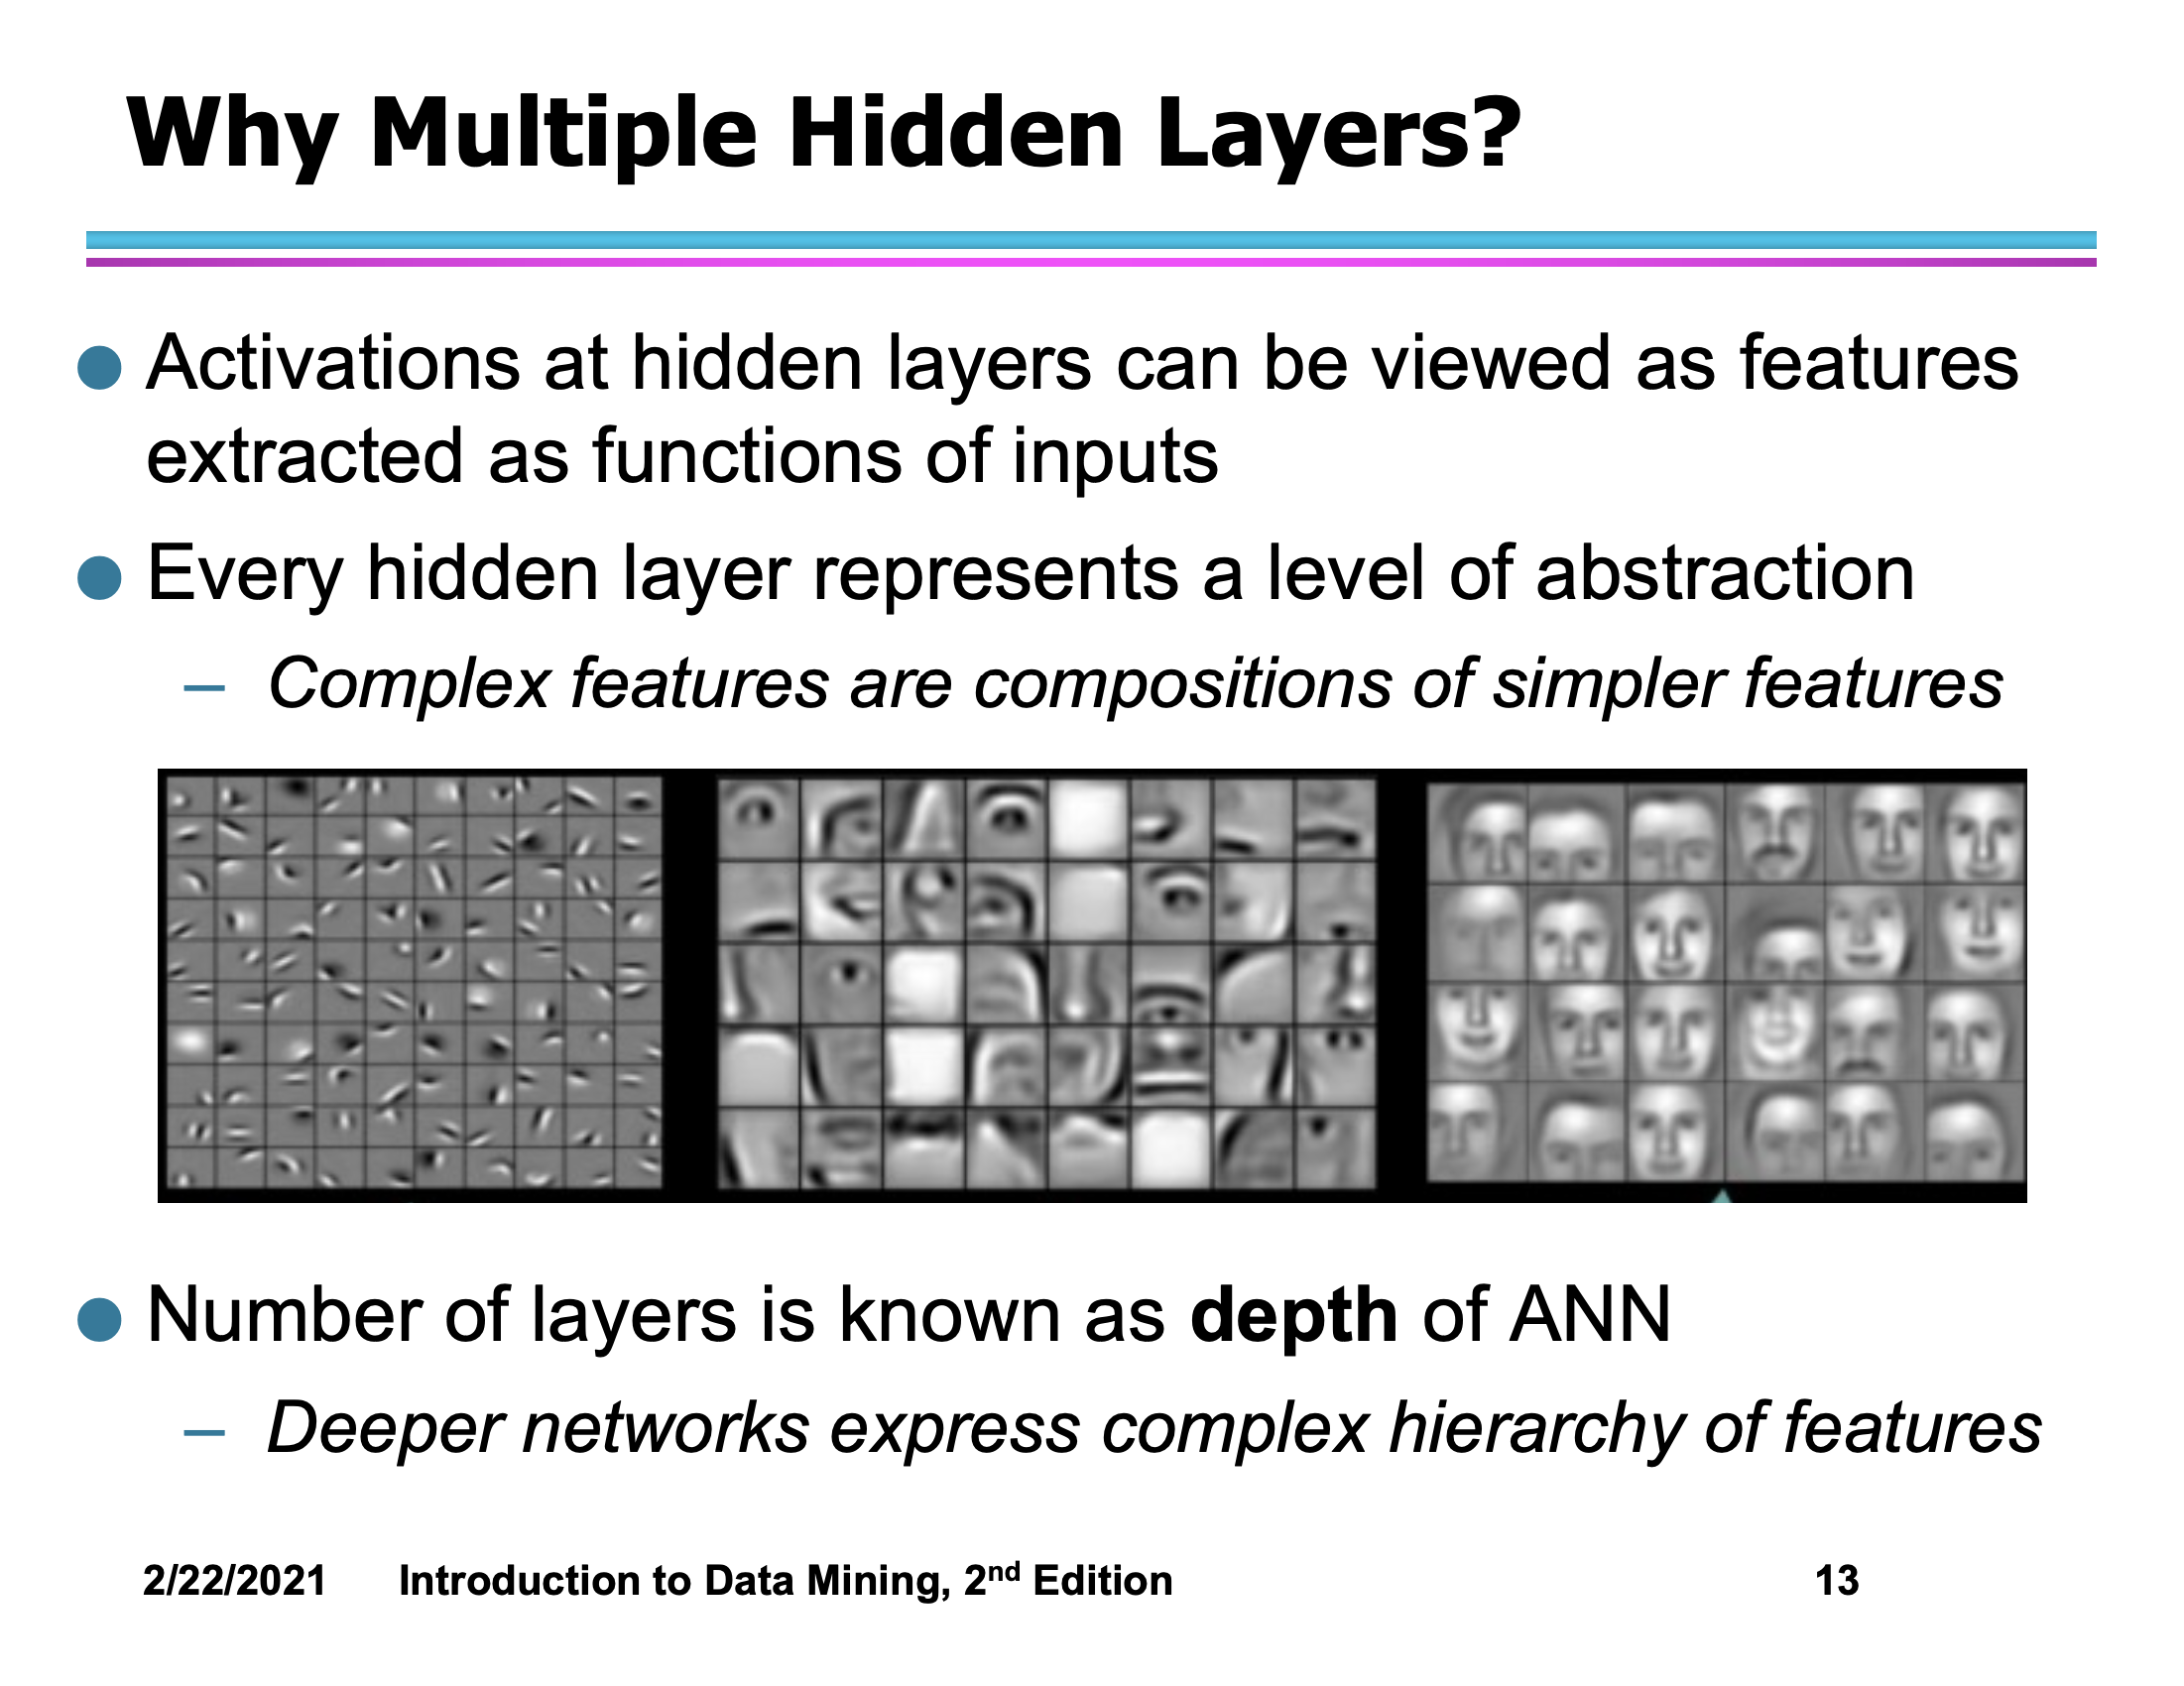 Why Multiple Hidden Layers?
Activations at hidden layers can be viewed as features
extracted as functions of inputs
Every hidden layer represents a level of abstraction
– Complex features are compositions of simpler features
Number of layers is known as depth of ANN
– Deeper networks express complex hierarchy of features
2/22/2021 Introduction to Data Mining, 2nd Edition 13